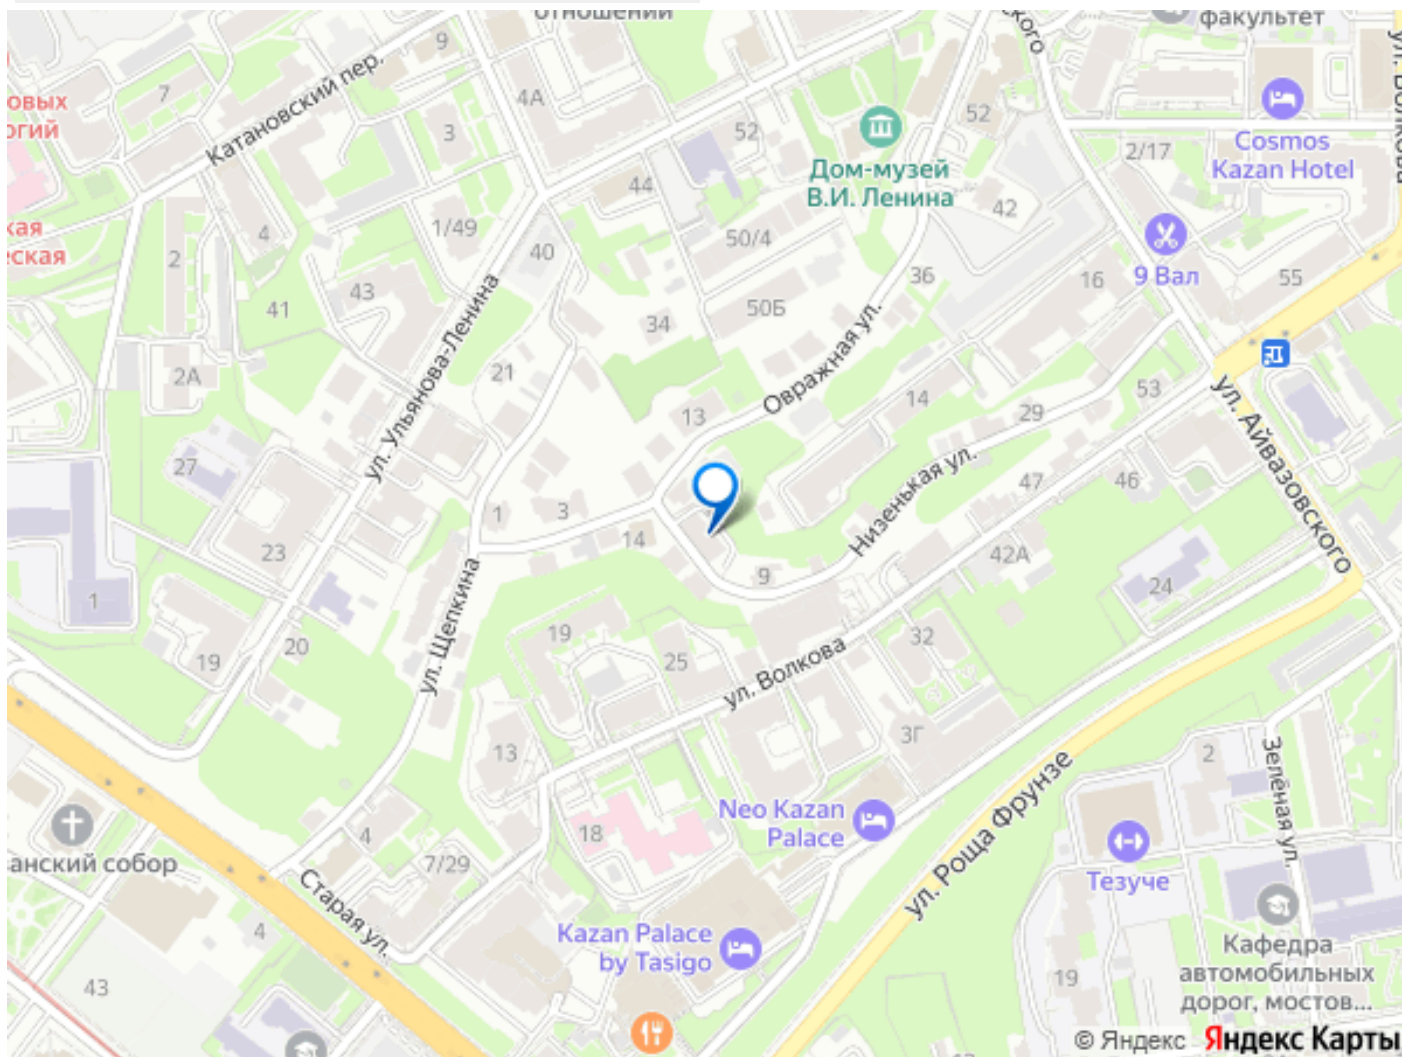 отношений
факультет
9
Катановский пер.
7
4А
3
52
52
Cosmos
Kazan Hotel
2/17
Дом-музей
В.И. Ленина
44
42
4
1/49
40
50/4
2
43
41
36
16
9 Вал
55
50Б
34
ул. Ульянова-Ленина
21
2А
Овражная ул.
13
14
53
29
ул. Айвазовского
27
1
3
14
Низенькая ул.
47
46
42А
23
9
24
1
ул. Щепкина
19
20
19
25
32
ул. Волкова
3Г
13
2
Зелёная ул.
ул. Роща Фрунзе
Neo Kazan
Palace
18
4
7/29
Тезуче
Старая ул.
4
43
Kazan Palace
by Tasigo
Кафедра
автомобильных
дорог, мостов...
19
© Яндекс Яндекс Карты